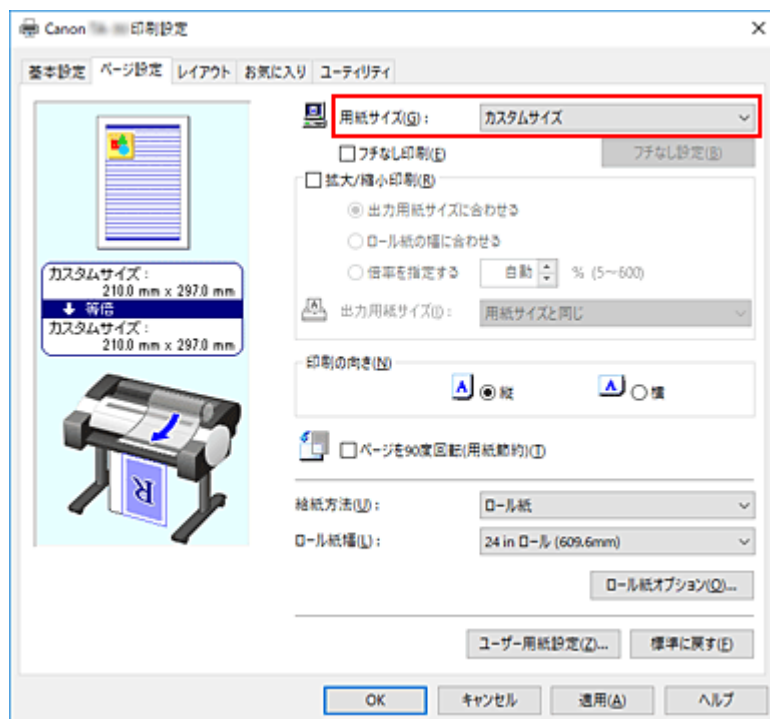 Canon 印刷設定
基本設定 ページ設定 レイアウト お気に入り ユーティリティ
用紙サイズ(G): カスタムサイズ
フチなし印刷(F) フチなし設定(B)
拡大/縮小印刷(R)
出力用紙サイズに合わせる
ロール紙の幅に合わせる
倍率を指定する 自動 % (5~600)
出力用紙サイズ(I): 用紙サイズと同じ
カスタムサイズ:
210.0 mm x 297.0 mm
等倍
カスタムサイズ:
210.0 mm x 297.0 mm
印刷の向き(N)
A 縦 A 横
ページを90度回転(用紙節約)(T)
R
給紙方法(U): ロール紙
ロール紙幅(L): 24 in ロール (609.6mm)
ロール紙オプション(O)...
ユーザー用紙設定(Z)... 標準に戻す(F)
OK キャンセル 適用(A) ヘルプ